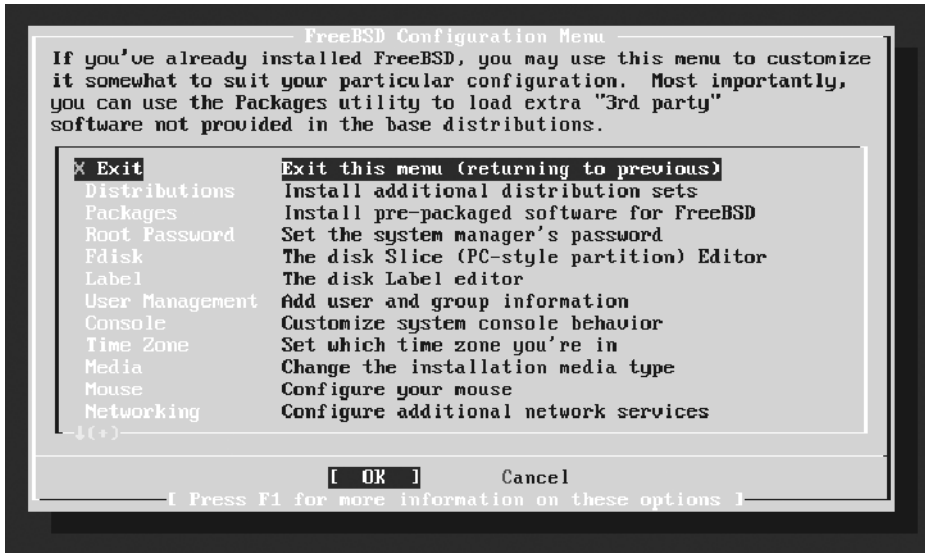 FreeBSD Configuration Menu
If you've already installed FreeBSD, you may use this menu to customize
it somewhat to suit your particular configuration.  Most importantly,
you can use the Packages utility to load extra "3rd party"
software not provided in the base distributions.
X Exit Exit this menu (returning to previous)
Distributions Install additional distribution sets
Packages Install pre-packaged software for FreeBSD
Root Password Set the system manager's password
Fdisk The disk Slice (PC-style partition) Editor
Label The disk Label editor
User Management Add user and group information
Console Customize system console behavior
Time Zone Set which time zone you're in
Media Change the installation media type
Mouse Configure your mouse
Networking Configure additional network services
↓(+)
[ OK ] Cancel
[ Press F1 for more information on these options ]